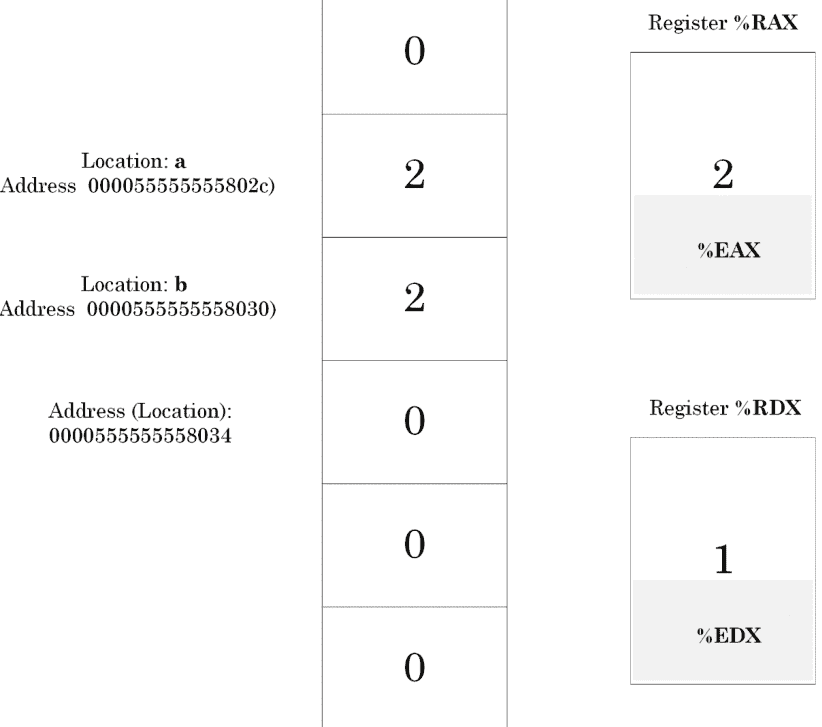 Register %RAX
0
Location: a
Address 000055555555802c)
2
2
%EAX
Location: b
Address 0000555555558030)
2
Register %RDX
Address (Location):
0000555555558034
0
0
1
%EDX
0